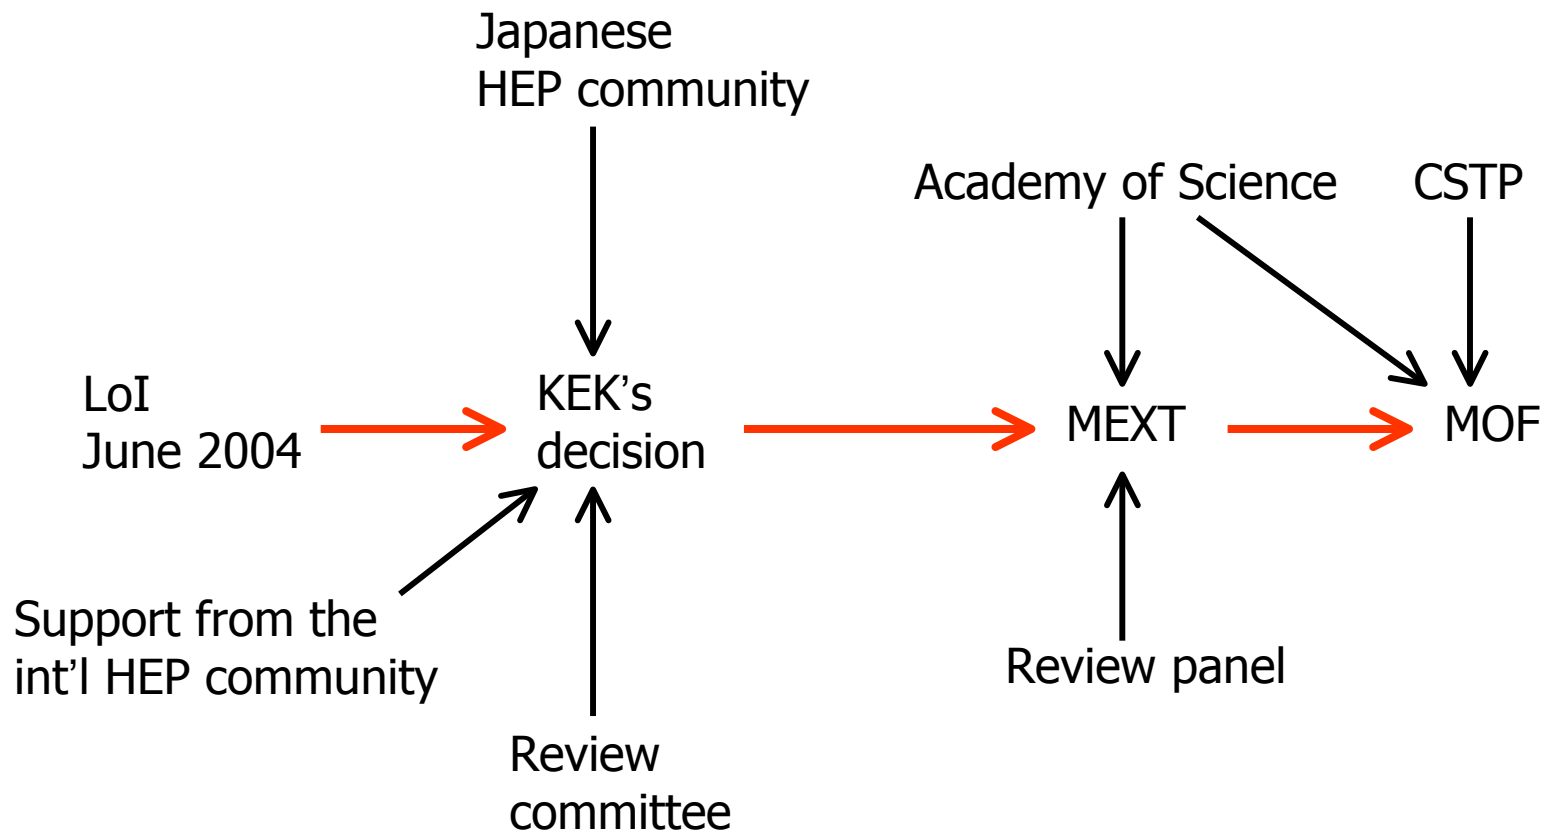 Japanese
HEP community
Academy of Science
CSTP
LoI
June 2004
KEK’s
decision
MEXT
MOF
Support from the
int’l HEP community
Review panel
Review
committee